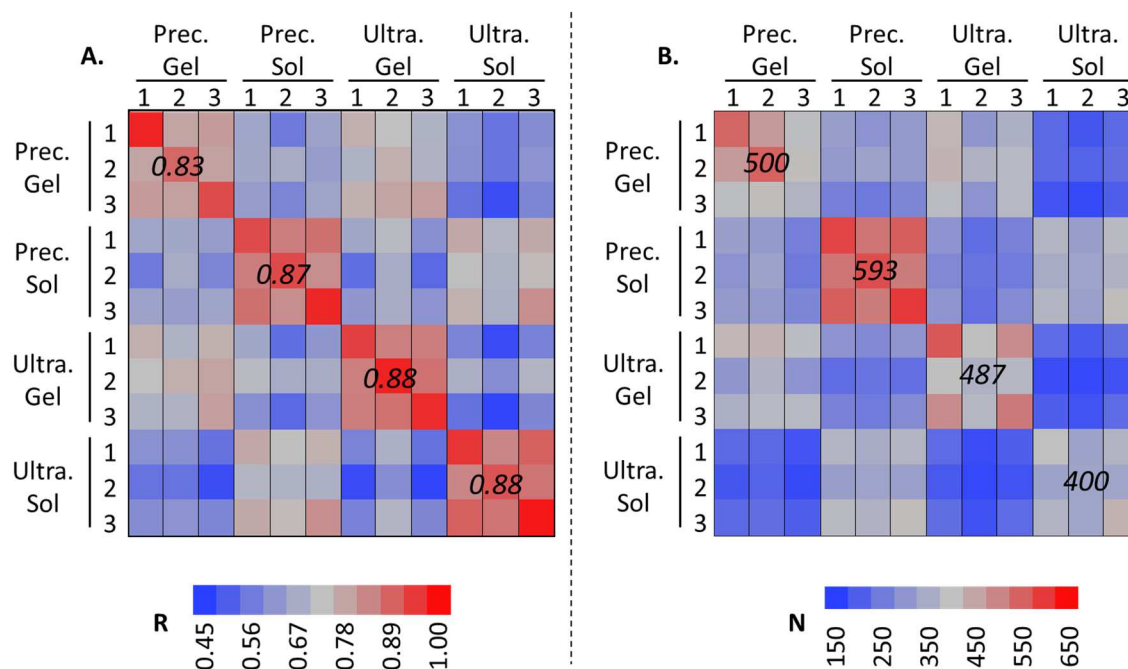 A.
Prec. Prec. Ultra. Ultra.
Gel Sol Gel Sol
1 2 3 1 2 3 1 2 3 1 2 3
Prec.
Gel
1
2
3
Prec.
Sol
1
2
3
Ultra.
Gel
1
2
3
Ultra.
Sol
1
2
3
0.83
0.87
0.88
0.88
R
0.45 0.56 0.67 0.78 0.89 1.00
B.
Prec. Prec. Ultra. Ultra.
Gel Sol Gel Sol
1 2 3 1 2 3 1 2 3 1 2 3
Prec.
Gel
1
2
3
Prec.
Sol
1
2
3
Ultra.
Gel
1
2
3
Ultra.
Sol
1
2
3
500
593
487
400
N
150 250 350 450 550 650